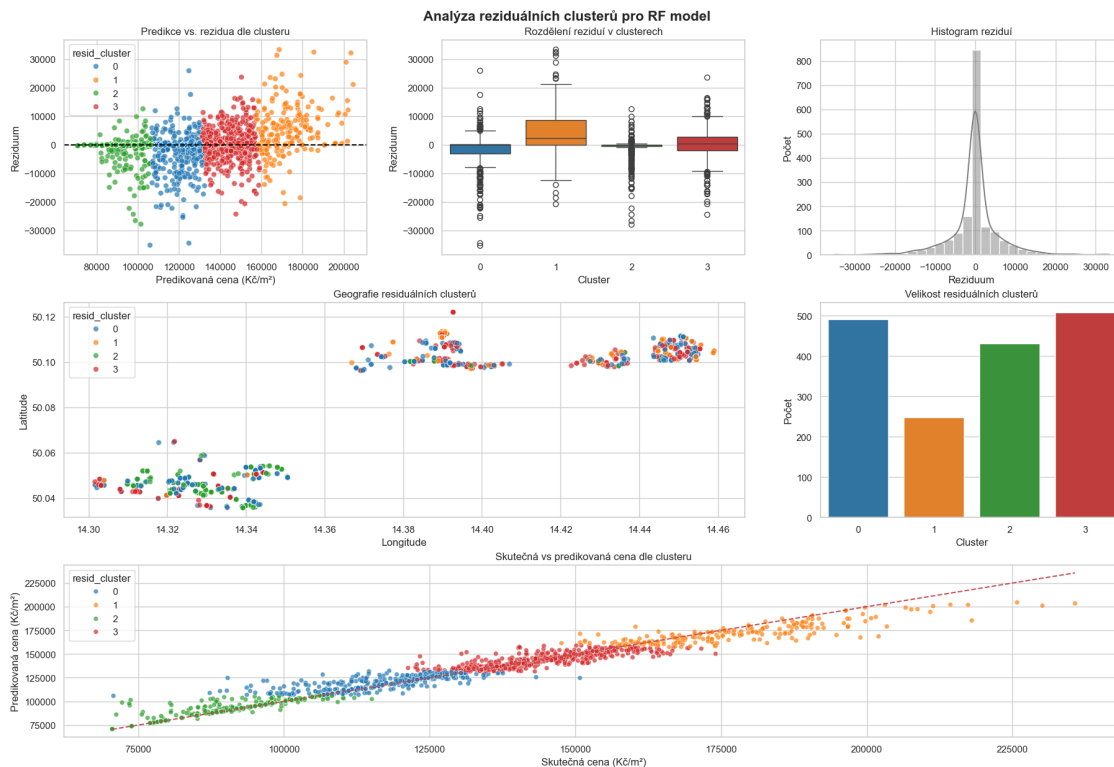 Analýza reziduálních clusterů pro RF model
Predikce vs. rezidua dle clusteru
resid_cluster
0
1
2
3
30000
20000
10000
0
−10000
−20000
−30000
Reziduum
80000 100000 120000 140000 160000 180000 200000
Predikovaná cena (Kč/m²)
Rozdělení reziduí v clusterech
30000
20000
10000
0
−10000
−20000
−30000
Reziduum
0 1 2 3
Cluster
Histogram reziduí
800
700
600
500
400
300
200
100
0
Počet
−30000 −20000 −10000 0 10000 20000 30000
Reziduum
Geografie residuálních clusterů
resid_cluster
0
1
2
3
50.12
50.10
50.08
50.06
50.04
Latitude
14.30 14.32 14.34 14.36 14.38 14.40 14.42 14.44 14.46
Longitude
Velikost residuálních clusterů
500
400
300
200
100
0
Počet
0 1 2 3
Cluster
Skutečná vs predikovaná cena dle clusteru
resid_cluster
0
1
2
3
225000
200000
175000
150000
125000
100000
75000
Predikovaná cena (Kč/m²)
75000 100000 125000 150000 175000 200000 225000
Skutečná cena (Kč/m²)